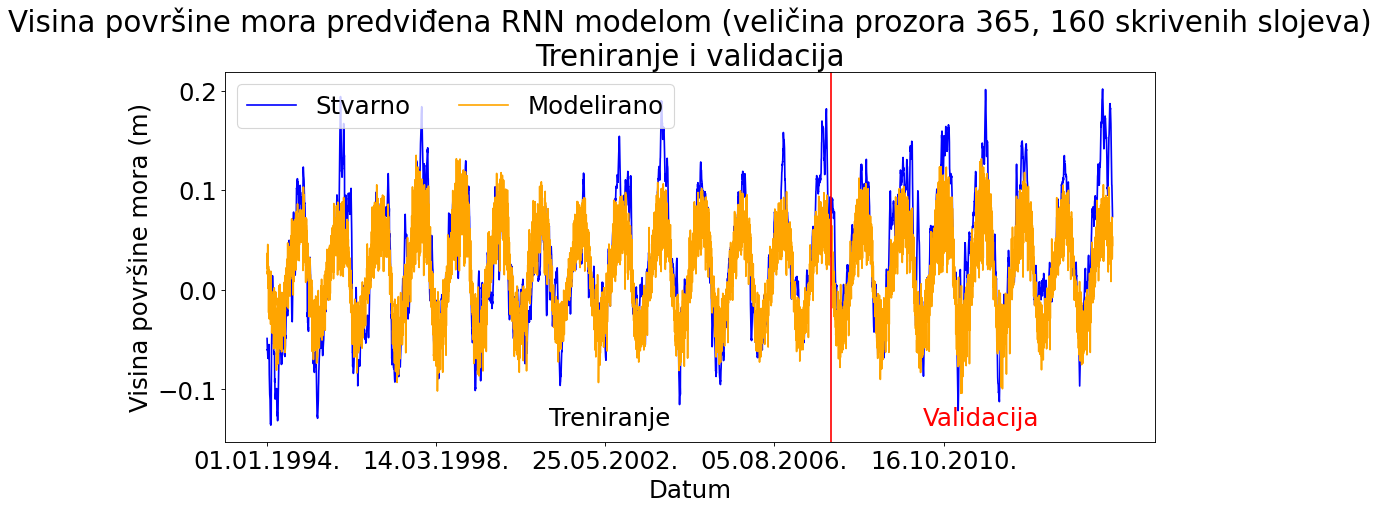 Visina površine mora predviđena RNN modelom (veličina prozora 365, 160 skrivenih slojeva)
Treniranje i validacija
Stvarno
Modelirano
Visina površine mora (m)
0.2
0.1
0.0
−0.1
Treniranje
Validacija
01.01.1994.
14.03.1998.
25.05.2002.
05.08.2006.
16.10.2010.
Datum